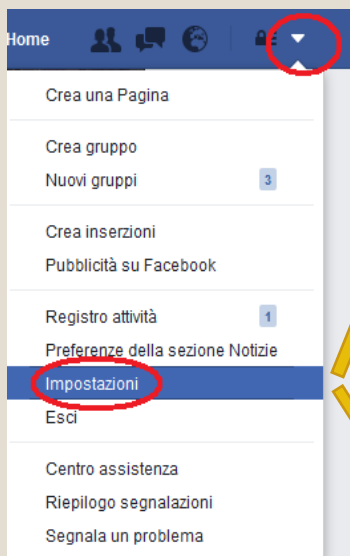 Home
Crea una Pagina
Crea gruppo
Nuovi gruppi 3
Crea inserzioni
Pubblicità su Facebook
Registro attività 1
Preferenze della sezione Notizie
Impostazioni
Esci
Centro assistenza
Riepilogo segnalazioni
Segnala un problema